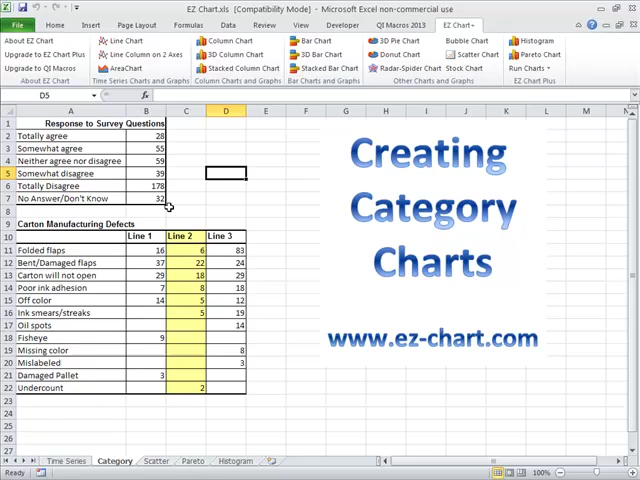 EZ Chart.xls [Compatibility Mode] - Microsoft Excel non-commercial use
File Home Insert Page Layout Formulas Data Review View Developer QI Macros 2013 EZ Chart+
About EZ Chart Line Chart Column Chart Bar Chart 3D Pie Chart Bubble Chart Histogram
Upgrade to EZ Chart Plus Line Column on 2 Axes 3D Column Chart 3D Bar Chart Donut Chart Scatter Chart Pareto Chart
Upgrade to QI Macros AreaChart Stacked Column Chart Stacked Bar Chart Radar-Spider Chart Stock Chart Run Charts
About EZ Chart Time Series Charts and Graphs Column Charts and Graphs Bar Charts and Graphs Other Charts and Graphs EZ Chart Plus
D5 fx
A B C D E F G H I J K L M N
1 Response to Survey Questions
2 Totally agree 28
3 Somewhat agree 55
4 Neither agree nor disagree 59
5 Somewhat disagree 39
6 Totally Disagree 178
7 No Answer/Don't Know 32
8
9 Carton Manufacturing Defects
10 Line 1 Line 2 Line 3
11 Folded flaps 16 6 83
12 Bent/Damaged flaps 37 22 24
13 Carton will not open 29 18 29
14 Poor ink adhesion 7 8 18
15 Off color 14 5 12
16 Ink smears/streaks 5 19
17 Oil spots 14
18 Fisheye 9
19 Missing color 8
20 Mislabeled 3
21 Damaged Pallet 3
22 Undercount 2
23
24
25
26
27
Creating
Category
Charts
www.ez-chart.com
Time Series Category Scatter Pareto Histogram
Ready 100%